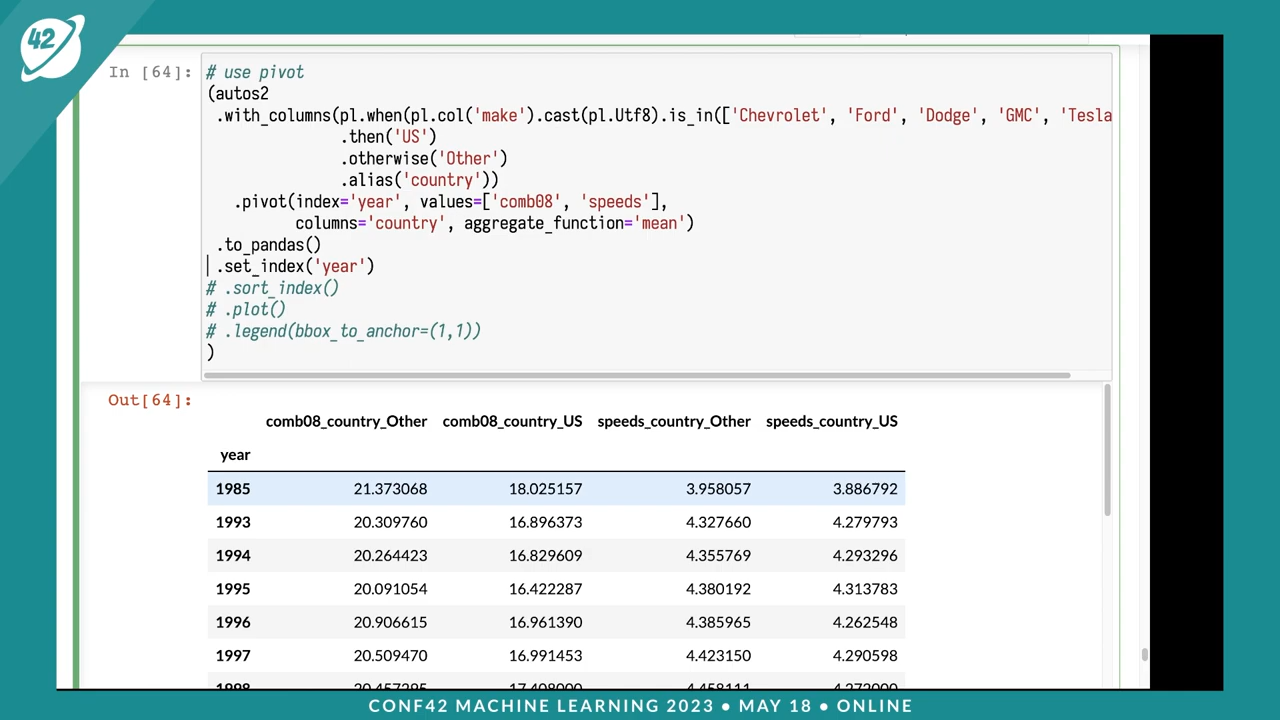 42
In [64]:
# use pivot
(autos2
.with_columns(pl.when(pl.col('make').cast(pl.Utf8).is_in(['Chevrolet', 'Ford', 'Dodge', 'GMC', 'Tesla
.then('US')
.otherwise('Other')
.alias('country'))
.pivot(index='year', values=['comb08', 'speeds'],
columns='country', aggregate_function='mean')
.to_pandas()
.set_index('year')
# .sort_index()
# .plot()
# .legend(bbox_to_anchor=(1,1))
)
Out[64]:
comb08_country_Other comb08_country_US speeds_country_Other speeds_country_US
year
1985 21.373068 18.025157 3.958057 3.886792
1993 20.309760 16.896373 4.327660 4.279793
1994 20.264423 16.829609 4.355769 4.293296
1995 20.091054 16.422287 4.380192 4.313783
1996 20.906615 16.961390 4.385965 4.262548
1997 20.509470 16.991453 4.423150 4.290598
CONF42 MACHINE LEARNING 2023 • MAY 18 • ONLINE